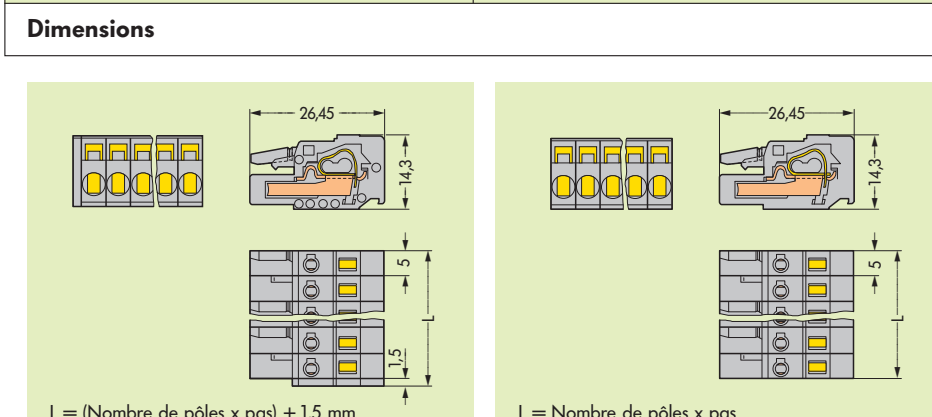 Dimensions
26,45
14,3
5
L
1,5
L = (Nombre de pôles x pas) + 1,5 mm
26,45
14,3
5
L
L = Nombre de pôles x pas